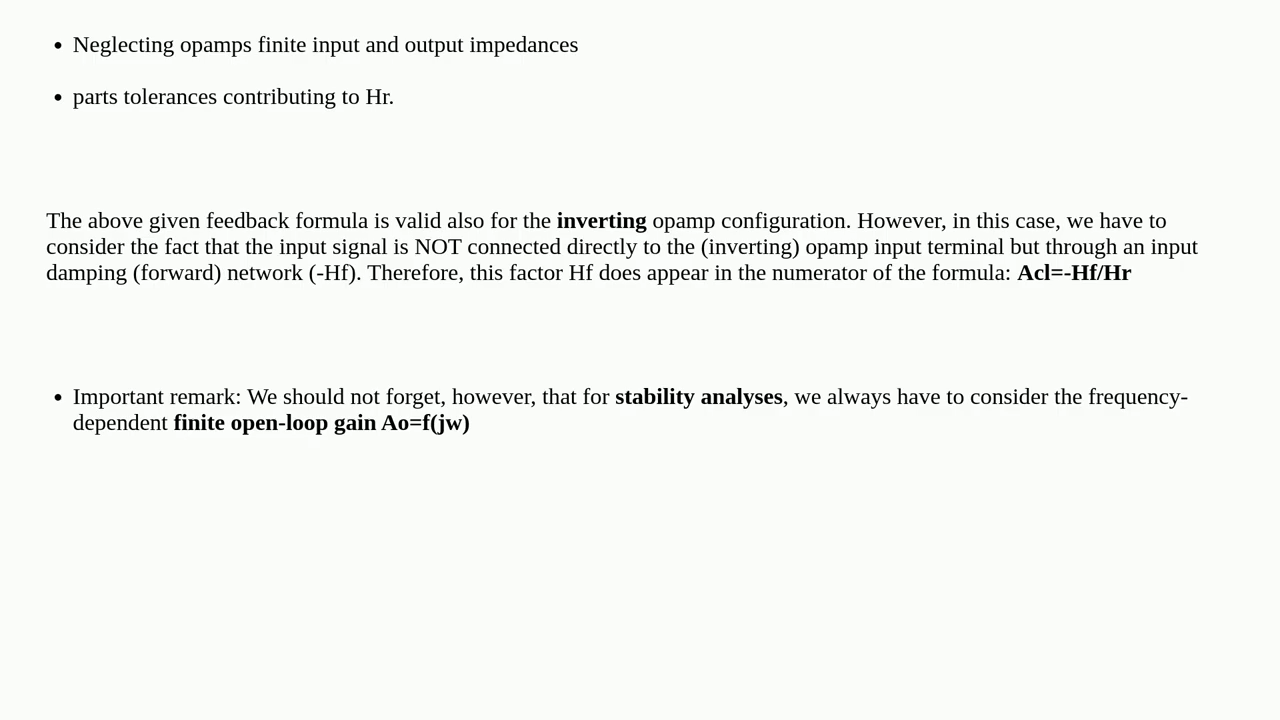 • Neglecting opamps finite input and output impedances
• parts tolerances contributing to Hr.
The above given feedback formula is valid also for the inverting opamp configuration. However, in this case, we have to
consider the fact that the input signal is NOT connected directly to the (inverting) opamp input terminal but through an input
damping (forward) network (-Hf). Therefore, this factor Hf does appear in the numerator of the formula: Acl=-Hf/Hr
• Important remark: We should not forget, however, that for stability analyses, we always have to consider the frequency-
dependent finite open-loop gain Ao=f(jw)